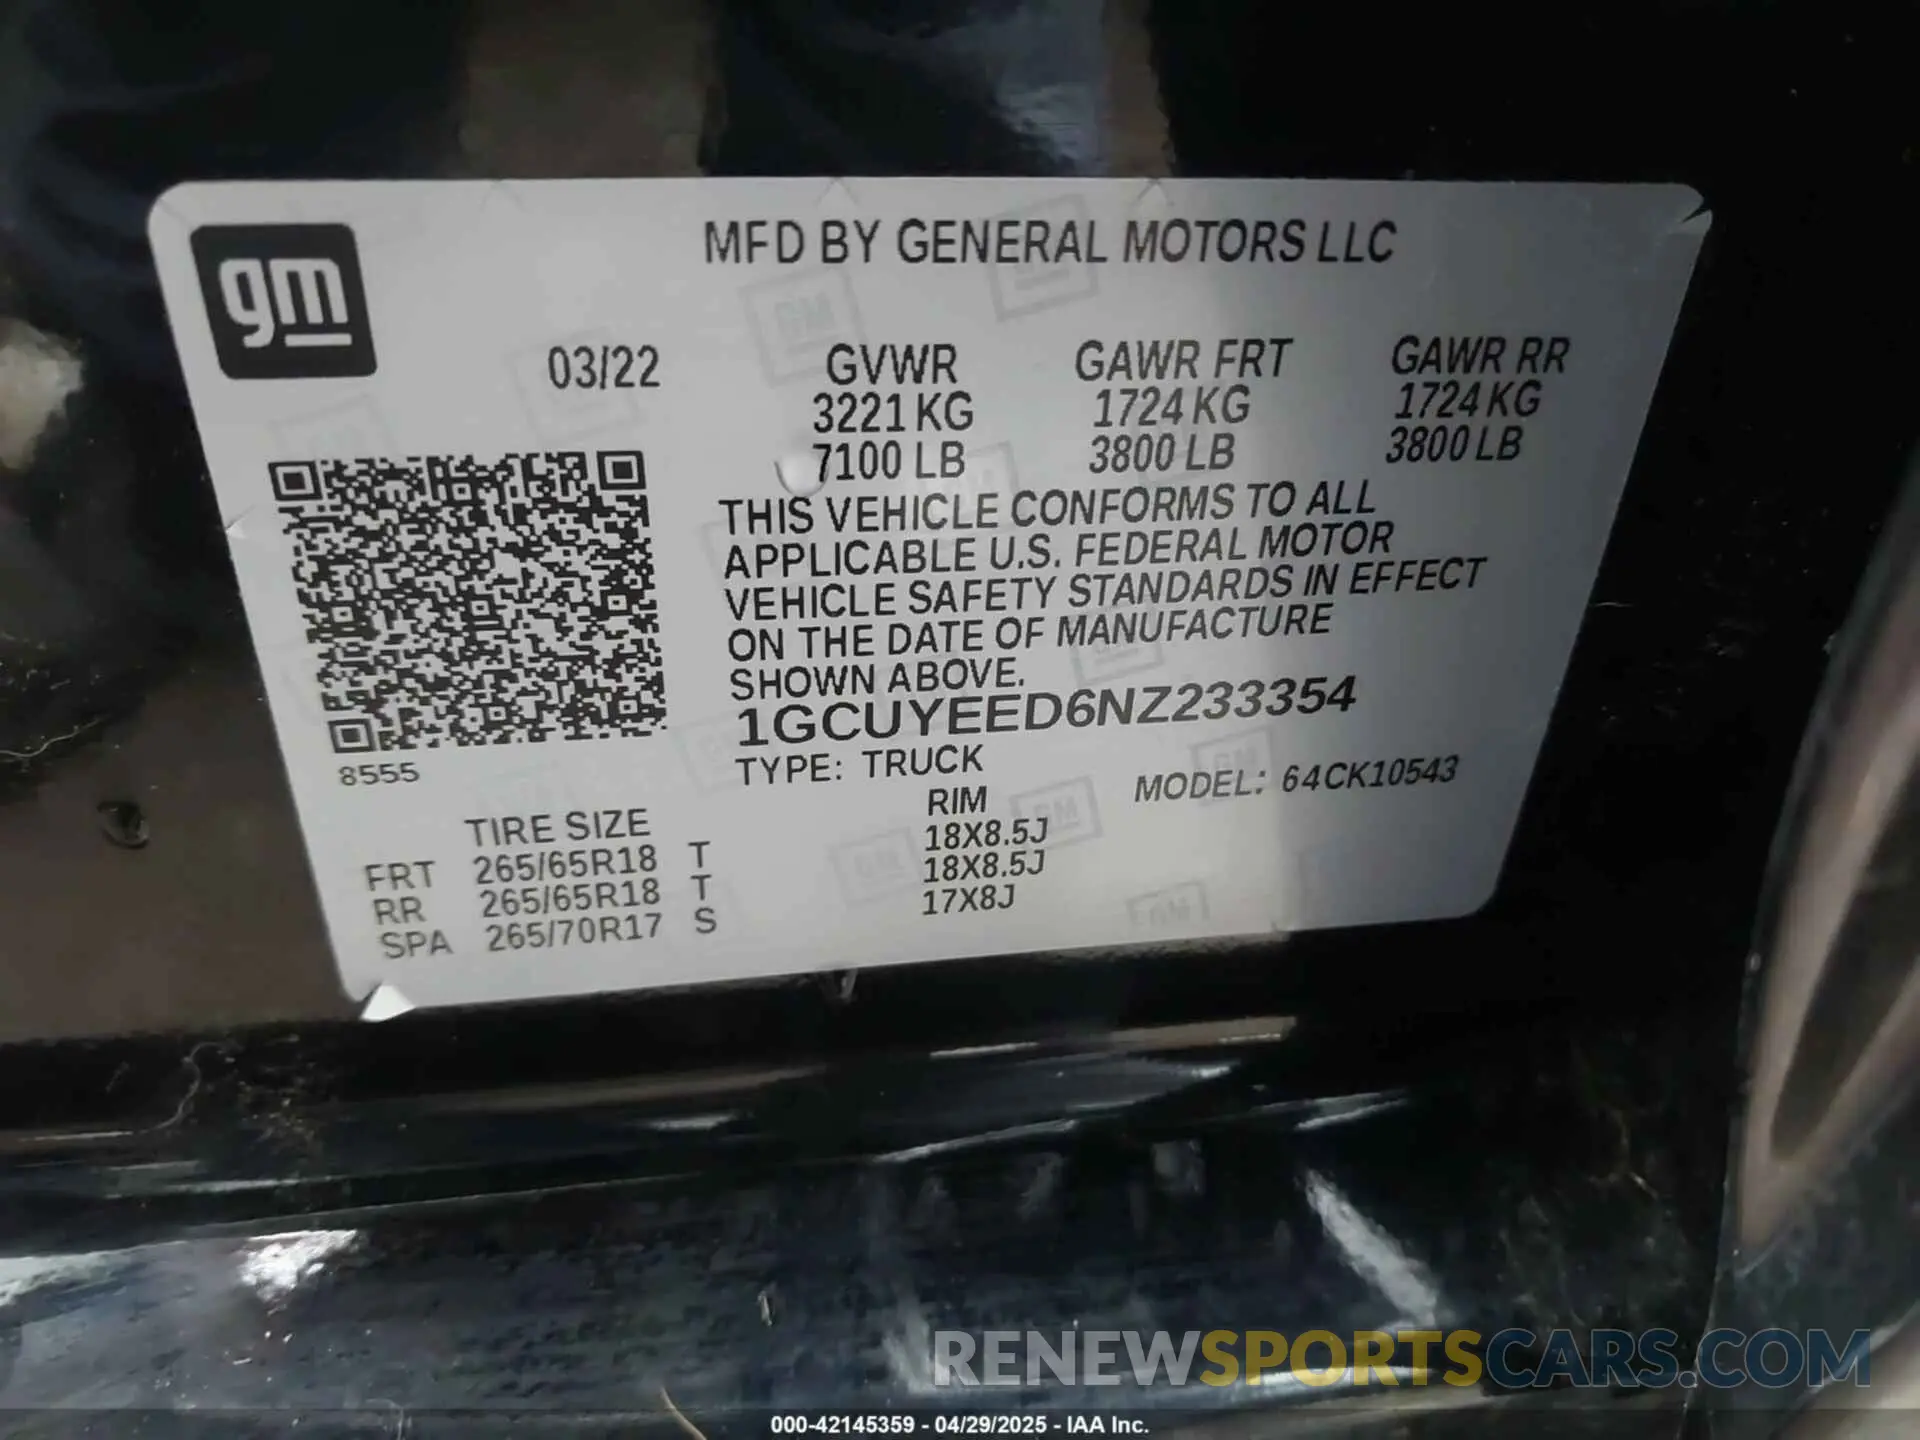 gm
MFD BY GENERAL MOTORS LLC
03/22 GVWR GAWR FRT GAWR RR
3221 KG 1724 KG 1724 KG
7100 LB 3800 LB 3800 LB
THIS VEHICLE CONFORMS TO ALL
APPLICABLE U.S. FEDERAL MOTOR
VEHICLE SAFETY STANDARDS IN EFFECT
ON THE DATE OF MANUFACTURE
SHOWN ABOVE.
1GCUYEED6NZ233354
8555
TYPE: TRUCK MODEL: 64CK10543
TIRE SIZE RIM
FRT 265/65R18 T 18X8.5J
RR 265/65R18 T 18X8.5J
SPA 265/70R17 S 17X8J
RENEWSPORTSCARS.COM
000-42145359 - 04/29/2025 - IAA Inc.